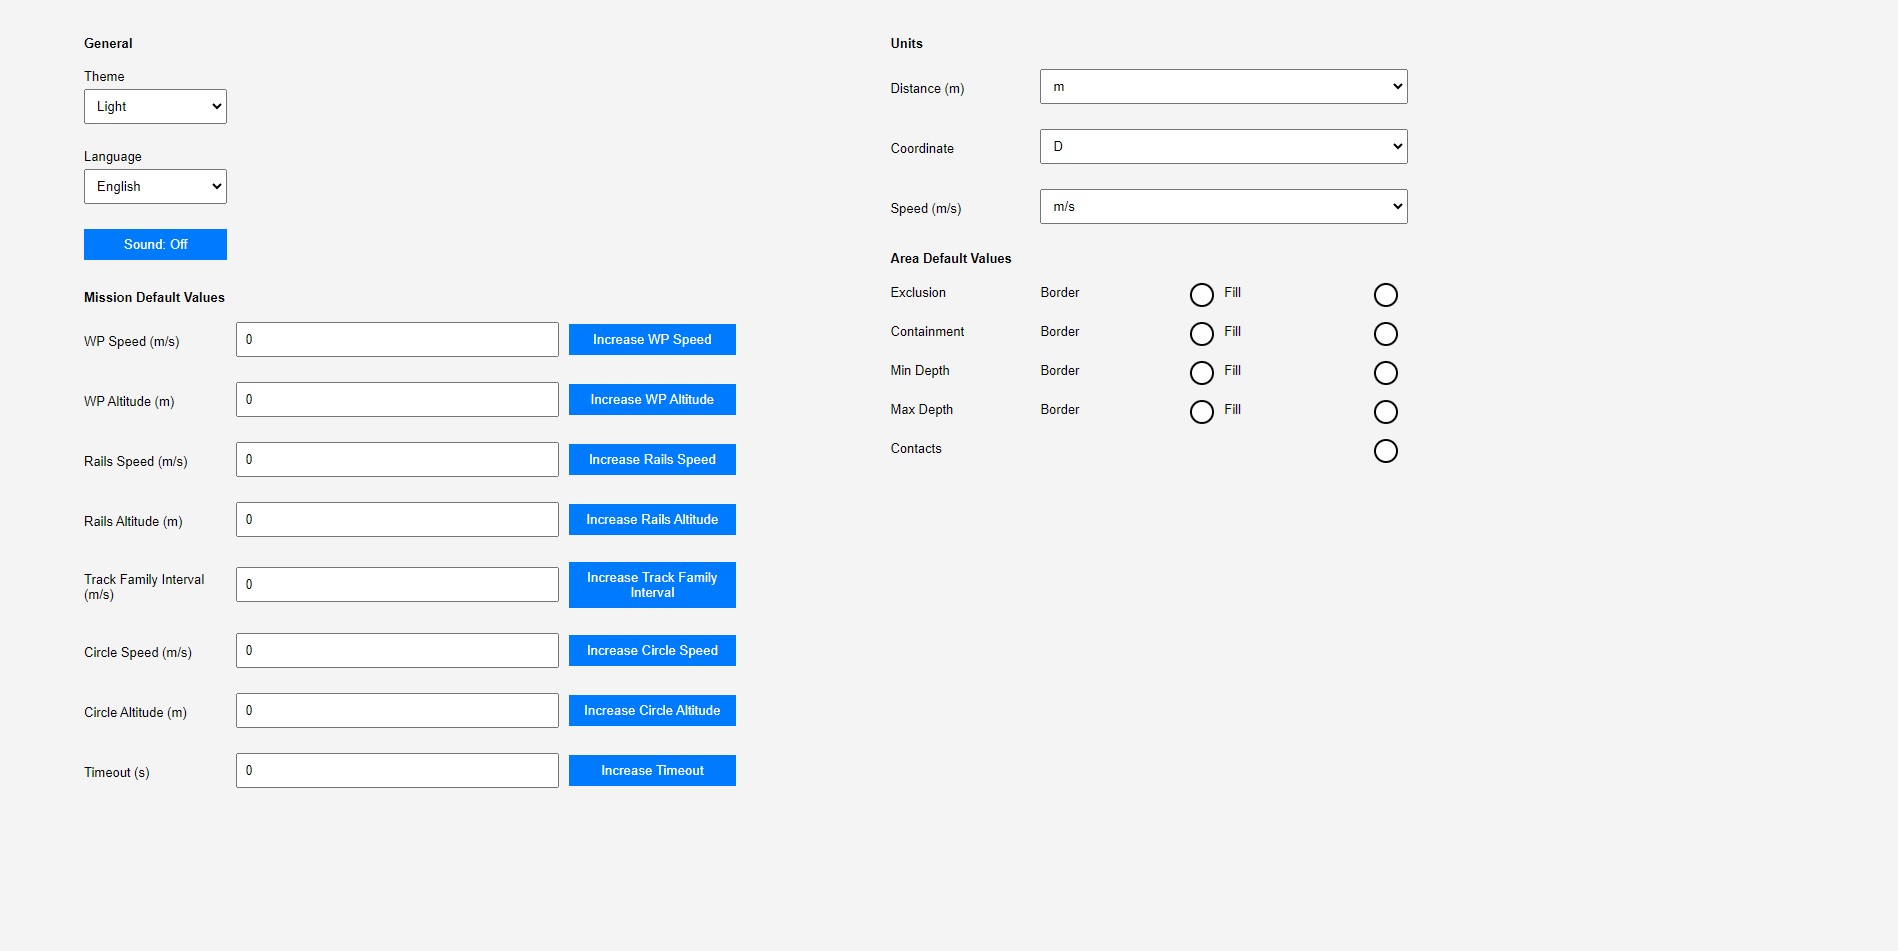 General
Theme
Light
Language
English
Sound: Off
Mission Default Values
WP Speed (m/s)
0
Increase WP Speed
WP Altitude (m)
0
Increase WP Altitude
Rails Speed (m/s)
0
Increase Rails Speed
Rails Altitude (m)
0
Increase Rails Altitude
Track Family Interval
(m/s)
0
Increase Track Family
Interval
Circle Speed (m/s)
0
Increase Circle Speed
Circle Altitude (m)
0
Increase Circle Altitude
Timeout (s)
0
Increase Timeout
Units
Distance (m)
m
Coordinate
D
Speed (m/s)
m/s
Area Default Values
Exclusion Border Fill
Containment Border Fill
Min Depth Border Fill
Max Depth Border Fill
Contacts